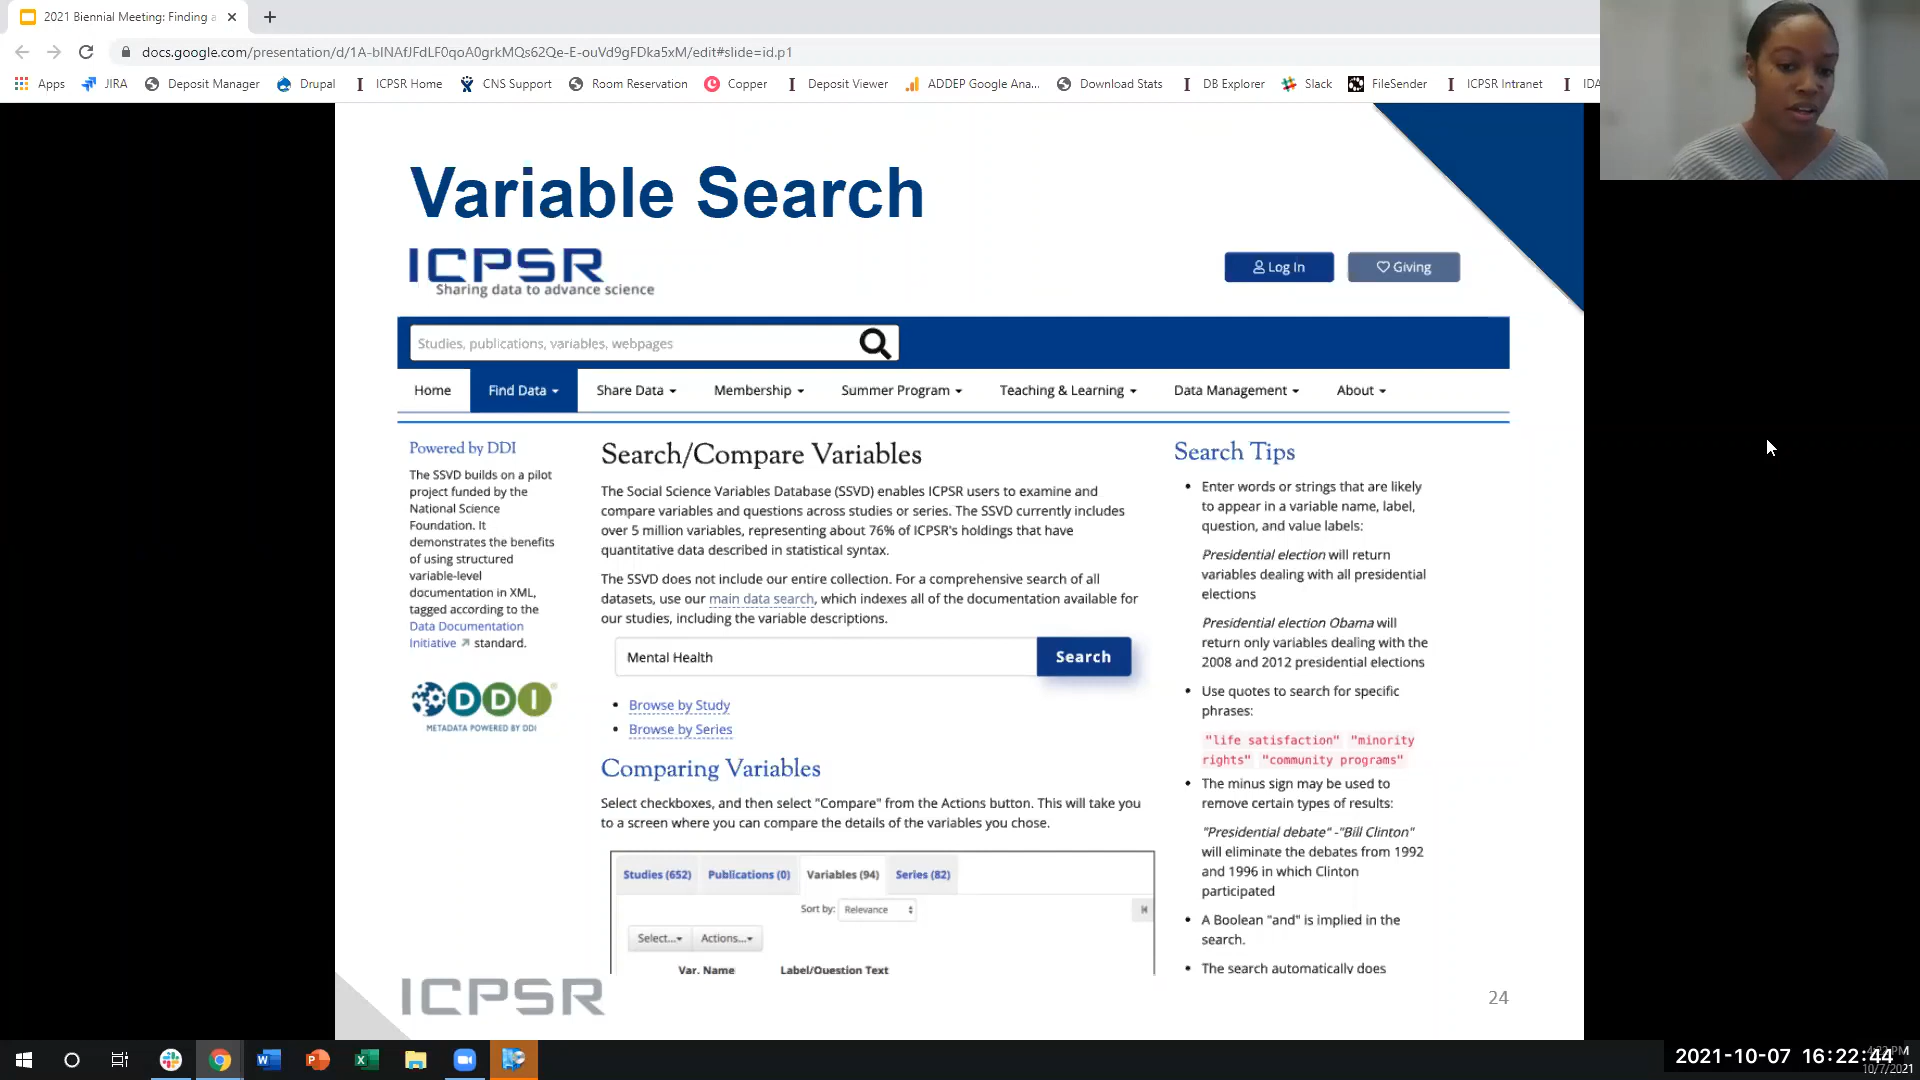 2021 Biennial Meeting: Finding a
docs.google.com/presentation/d/1A-bINAfJFdLF0qoA0grkMQs62Qe-E-ouVd9gFDka5xM/edit#slide=id.p1
Apps JIRA Deposit Manager Drupal ICPSR Home CNS Support Room Reservation Copper Deposit Viewer ADDEP Google Ana... Download Stats DB Explorer Slack FileSender ICPSR Intranet IDA
Variable Search
ICPSR
Sharing data to advance science
Log In Giving
Studies, publications, variables, webpages
Home Find Data Share Data Membership Summer Program Teaching & Learning Data Management About
Powered by DDI
The SSVD builds on a pilot
project funded by the
National Science
Foundation. It
demonstrates the benefits
of using structured
variable-level
documentation in XML,
tagged according to the
Data Documentation
Initiative standard.
DDI
METADATA POWERED BY DDI
Search/Compare Variables
The Social Science Variables Database (SSVD) enables ICPSR users to examine and
compare variables and questions across studies or series. The SSVD currently includes
over 5 million variables, representing about 76% of ICPSR's holdings that have
quantitative data described in statistical syntax.
The SSVD does not include our entire collection. For a comprehensive search of all
datasets, use our main data search, which indexes all of the documentation available for
our studies, including the variable descriptions.
Mental Health Search
• Browse by Study
• Browse by Series
Comparing Variables
Select checkboxes, and then select "Compare" from the Actions button. This will take you
to a screen where you can compare the details of the variables you chose.
Studies (652) Publications (0) Variables (94) Series (82)
Sort by: Relevance
Select... Actions...
Var. Name Label/Question Text
Search Tips
• Enter words or strings that are likely
to appear in a variable name, label,
question, and value labels:
Presidential election will return
variables dealing with all presidential
elections
Presidential election Obama will
return only variables dealing with the
2008 and 2012 presidential elections
• Use quotes to search for specific
phrases:
"life satisfaction" "minority
rights" "community programs"
• The minus sign may be used to
remove certain types of results:
"Presidential debate" -"Bill Clinton"
will eliminate the debates from 1992
and 1996 in which Clinton
participated
• A Boolean "and" is implied in the
search.
• The search automatically does
ICPSR
24
2021-10-07 16:22:44
10/7/2021